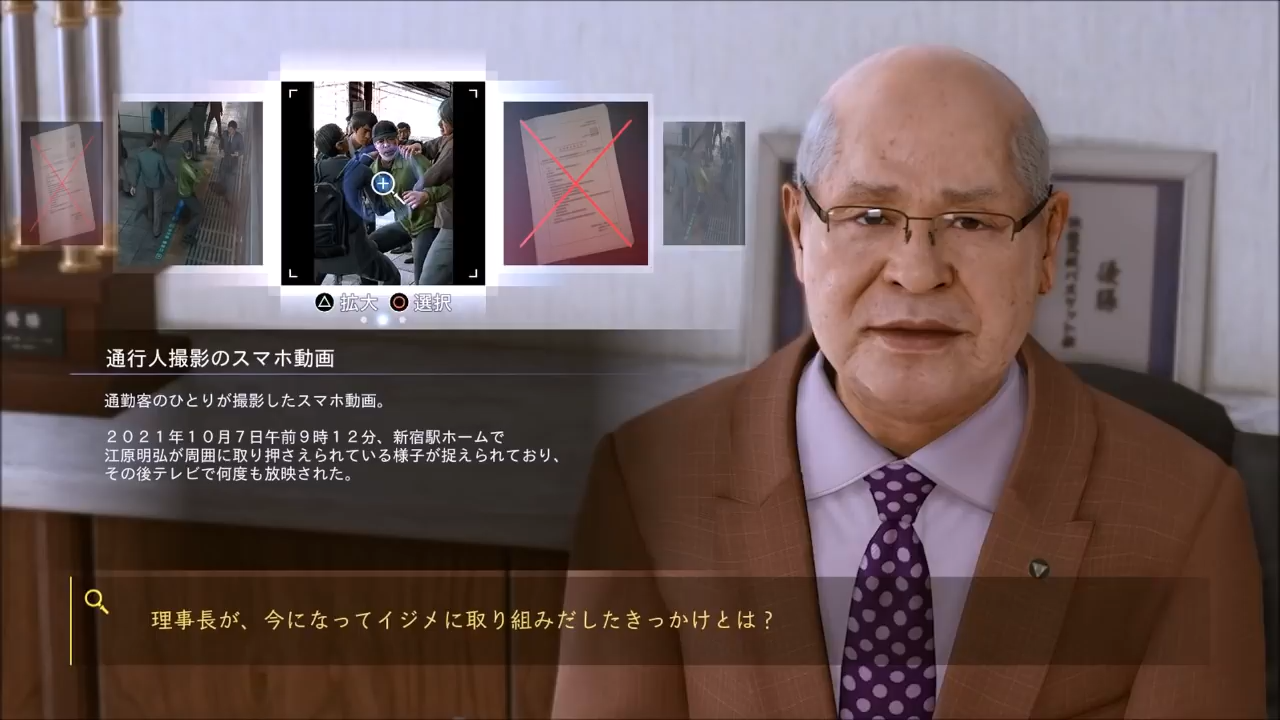 拡大 選択
通行人撮影のスマホ動画
通勤客のひとりが撮影したスマホ動画。
２０２１年１０月７日午前９時１２分、新宿駅ホームで
江原明弘が周囲に取り押さえられている様子が捉えられており、
その後テレビで何度も放映された。
理事長が、今になってイジメに取り組みだしたきっかけとは？